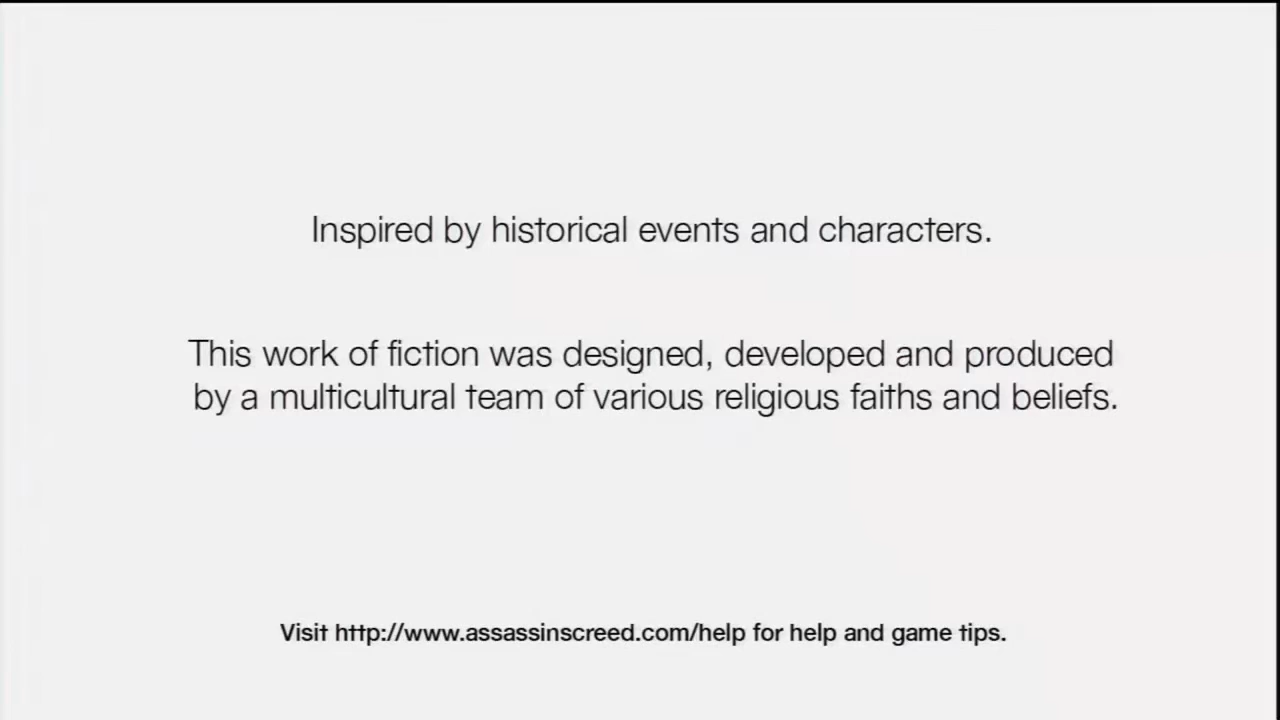 Inspired by historical events and characters.
This work of fiction was designed, developed and produced
by a multicultural team of various religious faiths and beliefs.
Visit http://www.assassinscreed.com/help for help and game tips.